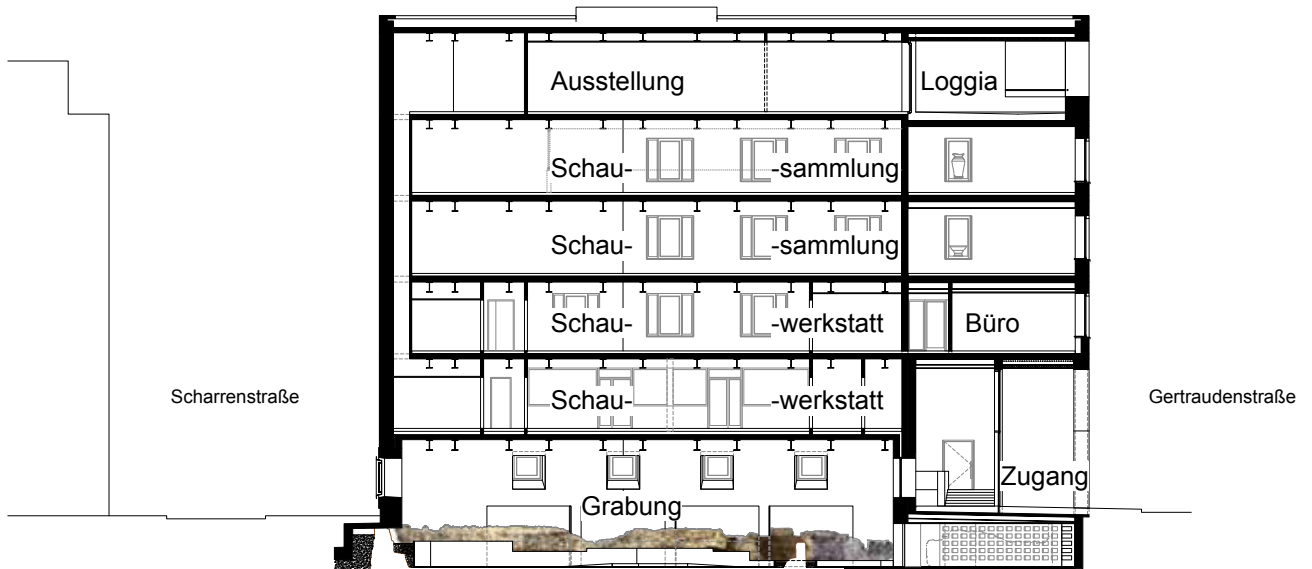 Ausstellung Loggia
Schau- -sammlung
Schau- -sammlung
Schau- -werkstatt Büro
Scharrenstraße Schau- -werkstatt Gertraudenstraße
Zugang
Grabung